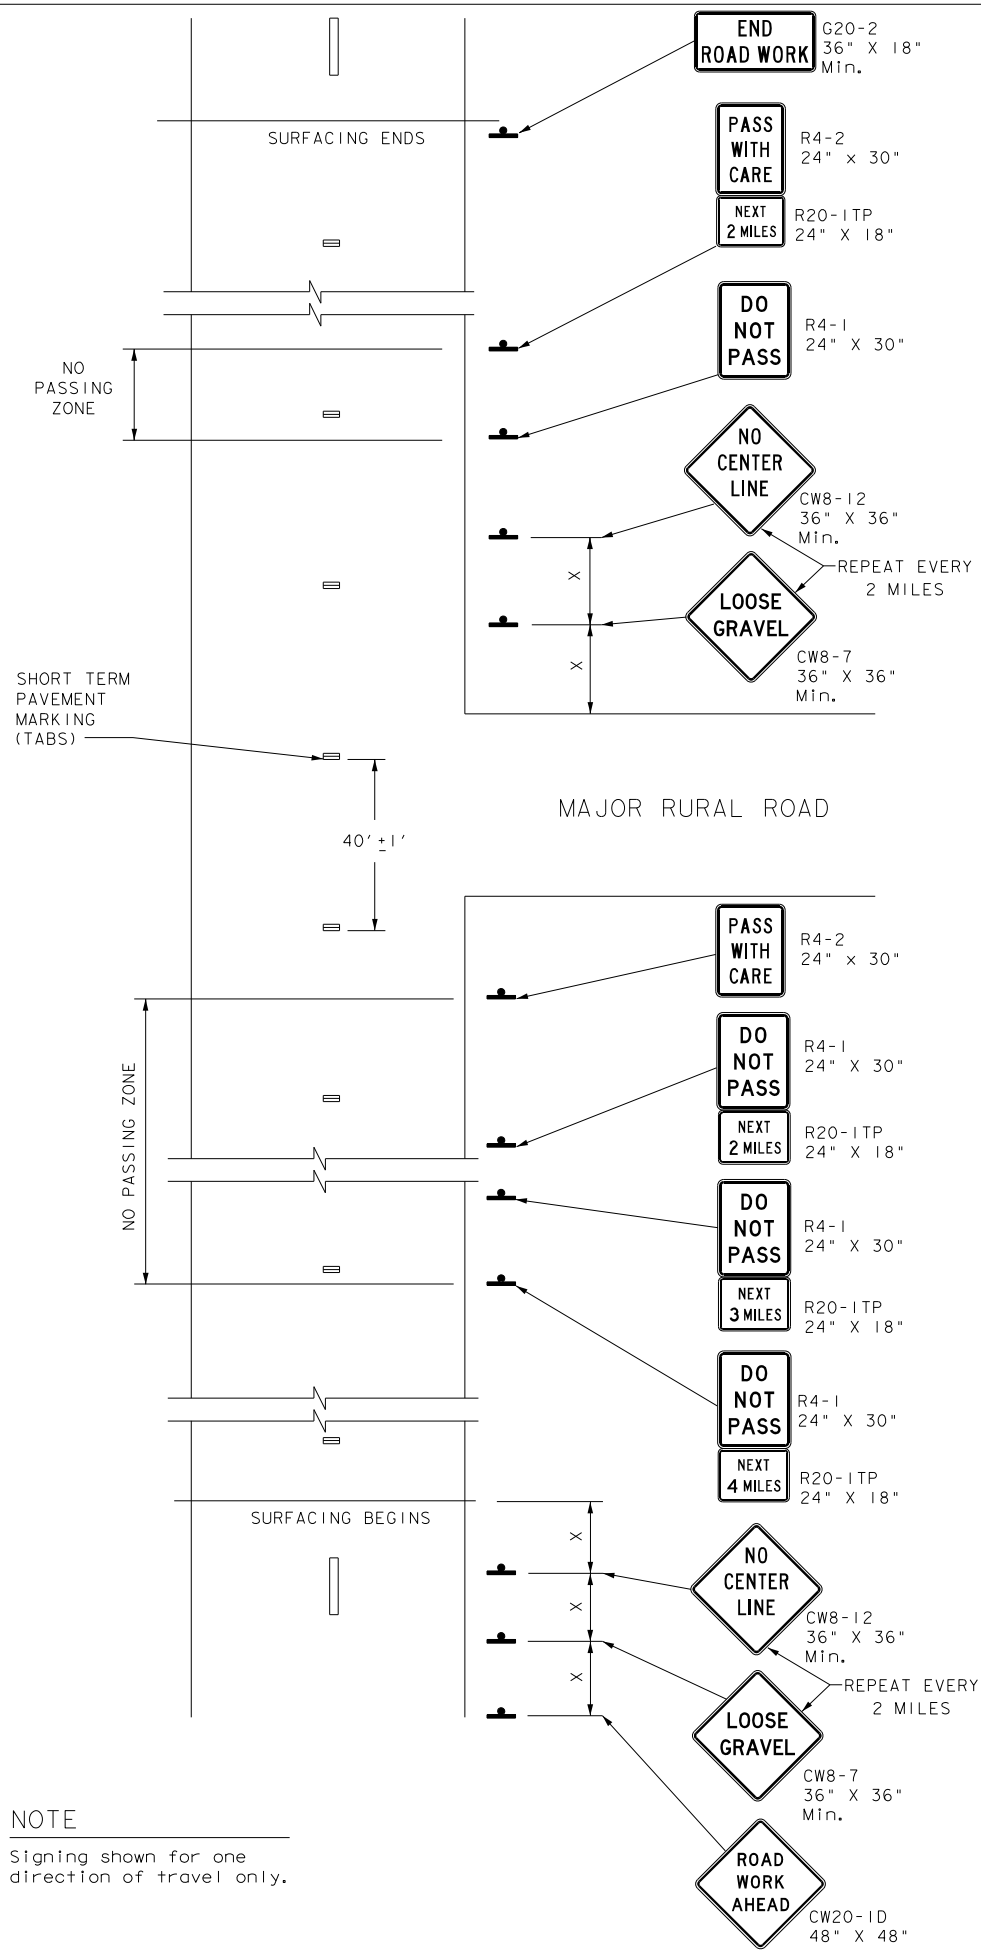 END
ROAD WORK
G20-2
36" X 18"
Min.
SURFACING ENDS
PASS
WITH
CARE
R4-2
24" x 30"
NEXT
2 MILES
R20-1TP
24" X 18"
DO
NOT
PASS
R4-1
24" X 30"
NO
PASSING
ZONE
NO
CENTER
LINE
CW8-12
36" X 36"
Min.
REPEAT EVERY
2 MILES
X
LOOSE
GRAVEL
CW8-7
36" X 36"
Min.
X
SHORT TERM
PAVEMENT
MARKING
(TABS)
40' ±1'
MAJOR RURAL ROAD
PASS
WITH
CARE
R4-2
24" x 30"
NO PASSING ZONE
DO
NOT
PASS
R4-1
24" X 30"
NEXT
2 MILES
R20-1TP
24" X 18"
DO
NOT
PASS
R4-1
24" X 30"
NEXT
3 MILES
R20-1TP
24" X 18"
DO
NOT
PASS
R4-1
24" X 30"
NEXT
4 MILES
R20-1TP
24" X 18"
SURFACING BEGINS
X
NO
CENTER
LINE
CW8-12
36" X 36"
Min.
X
REPEAT EVERY
2 MILES
X
LOOSE
GRAVEL
CW8-7
36" X 36"
Min.
ROAD
WORK
AHEAD
CW20-1D
48" X 48"
NOTE
Signing shown for one
direction of travel only.